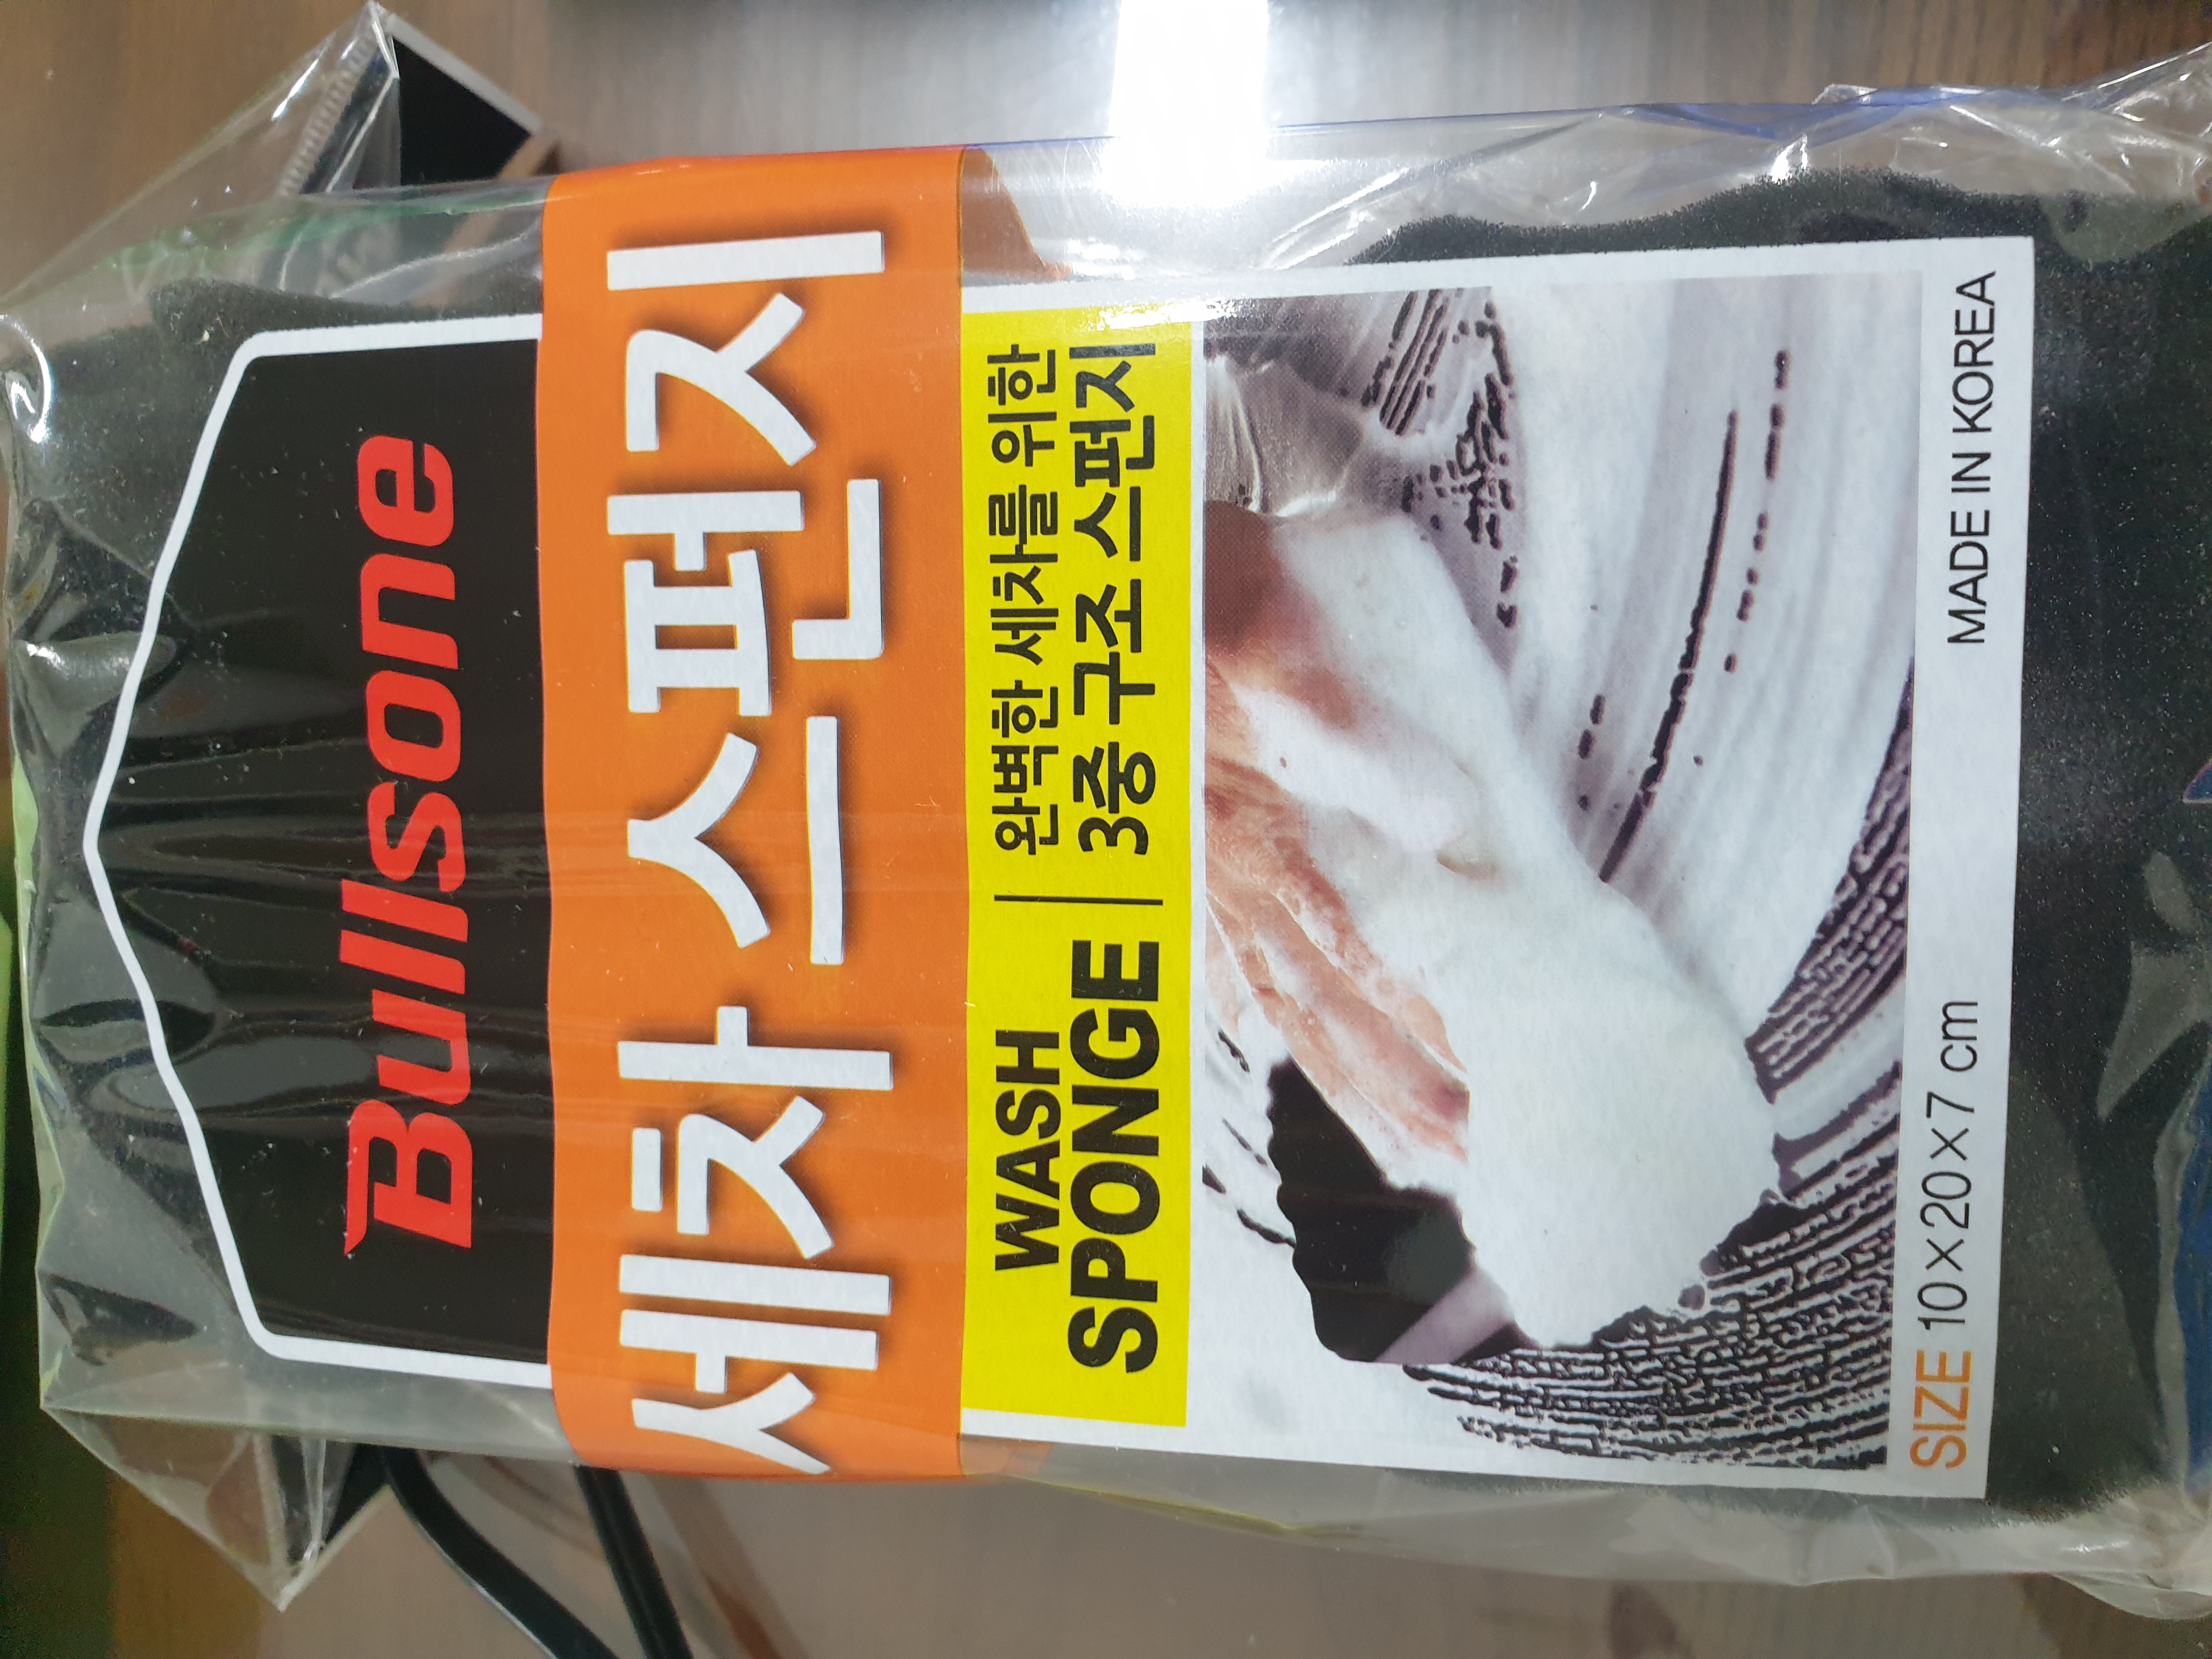 Bullsone
세차 스펀지
WASH
SPONGE
완벽한 세차를 위한
3중 구조 스펀지
SIZE 10×20×7 cm
MADE IN KOREA